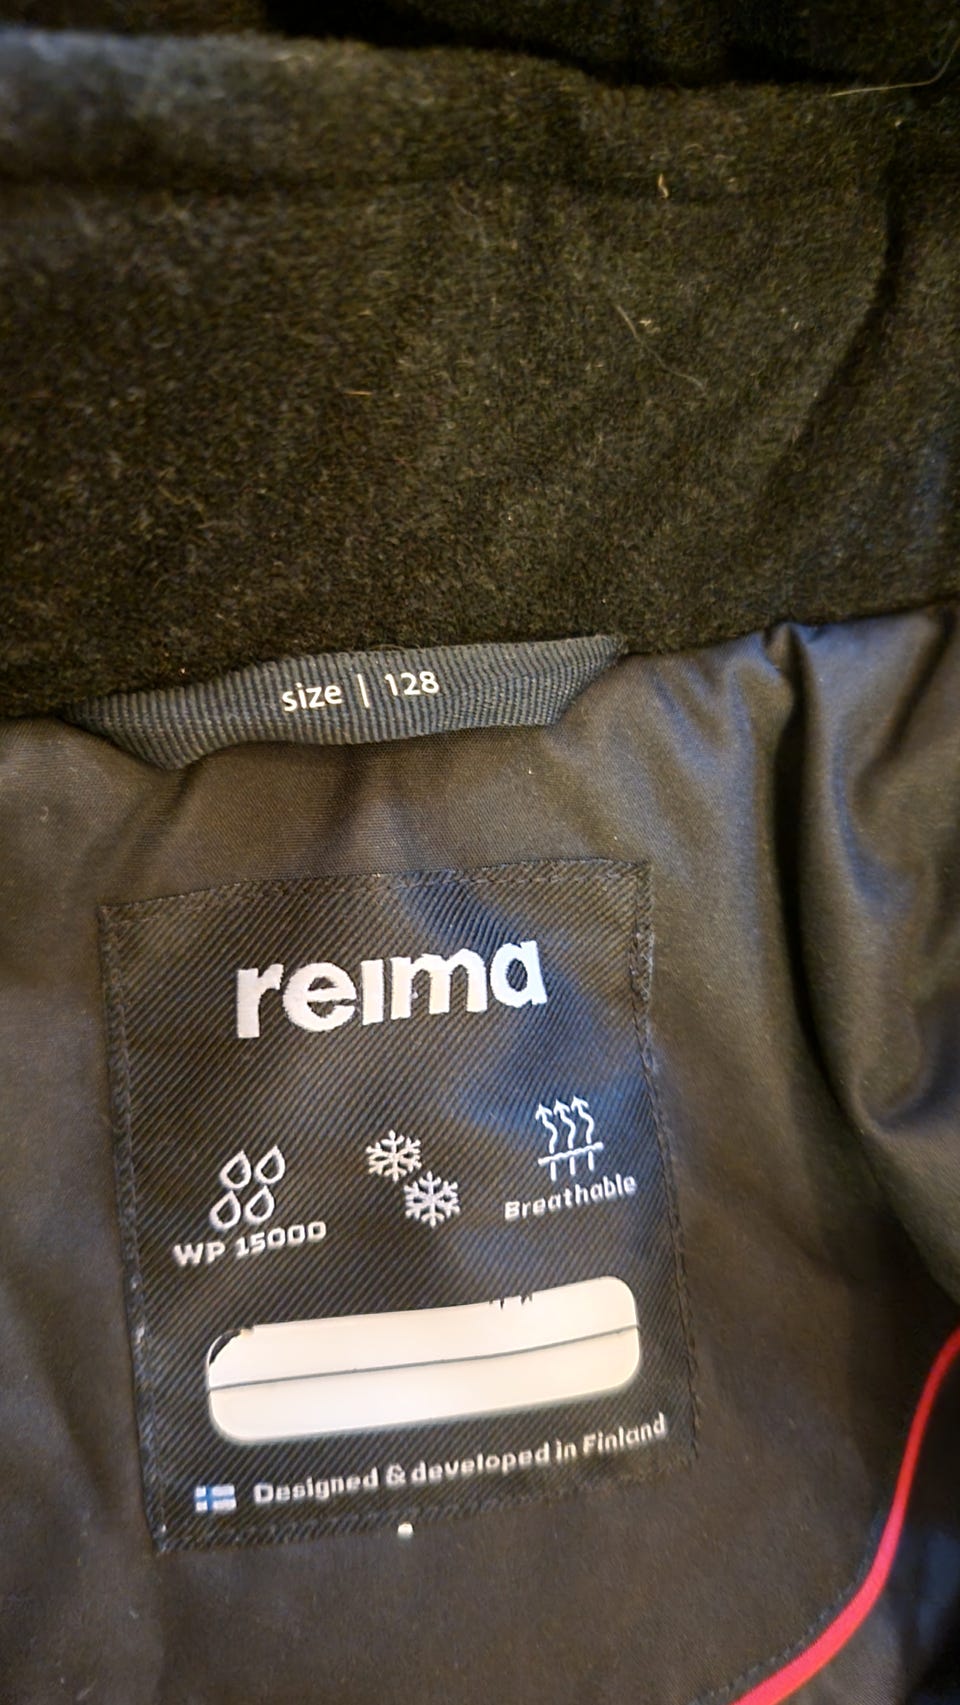 size | 128
reima
WP 15000
Breathable
Designed & developed in Finland